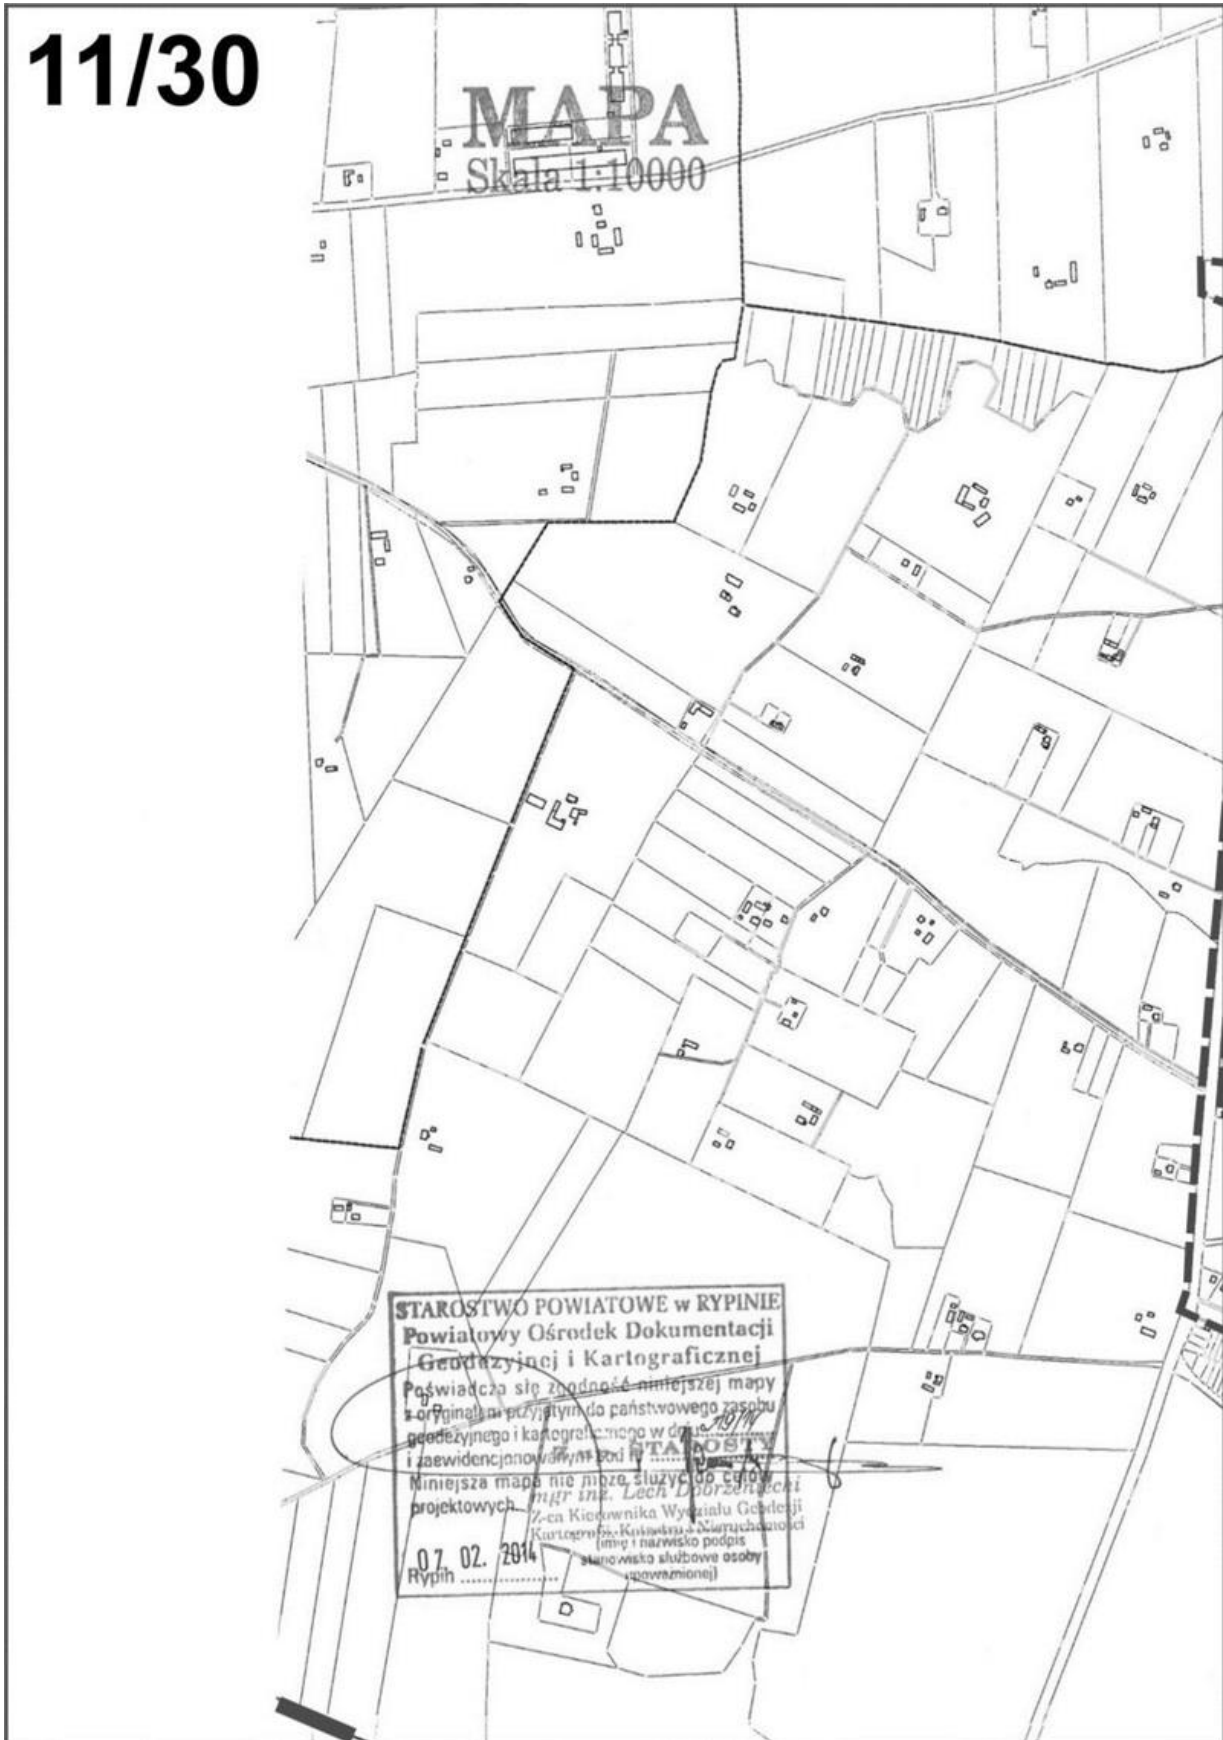 11/30
MAPA
Skala 1:10000
STAROSTWO POWIATOWE w RYPINIE
Powiatowy Ośrodek Dokumentacji
Geodezyjnej i Kartograficznej
Poświadcza się zgodność niniejszej mapy
z oryginałem przyjętym do państwowego zasobu
geodezyjnego i kartograficznego w dniu
i zaewidencjonowanym pod nr
STAROSTY
Niniejsza mapa nie może służyć do celów
projektowych
mgr inż. Lech Dobrzeniecki
Z-ca Kierownika Wydziału Geodezji
Kartografii, Katastru i Nieruchomości
(imię i nazwisko podpis
stanowisko służbowe osoby
upoważnionej)
07. 02. 2014
Rypin ..................